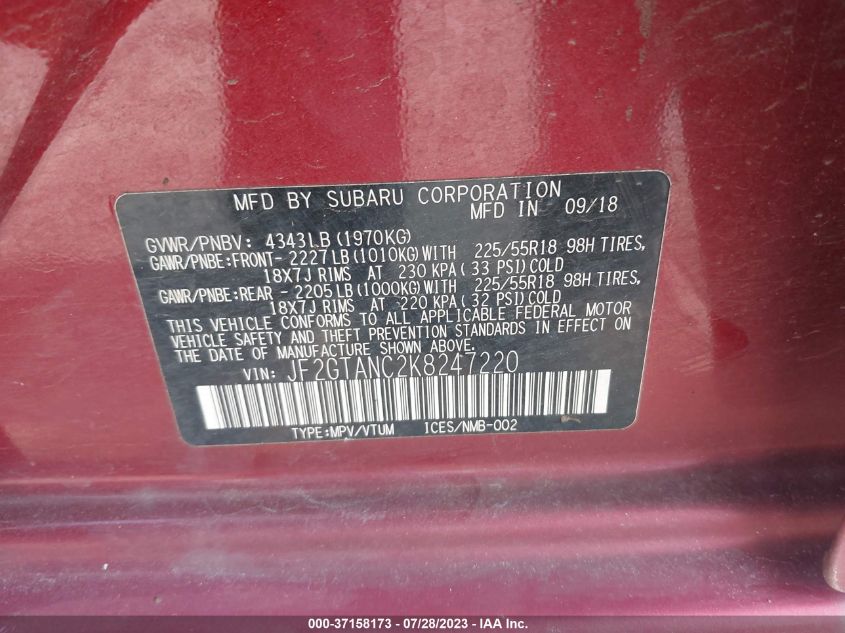 MFD BY SUBARU CORPORATION
MFD IN 09/18
GVWR/PNBV: 4343LB(1970KG)
GAWR/PNBE:FRONT- 2227LB(1010KG)WITH 225/55R18 98H TIRES,
18X7J RIMS AT 230 KPA(33 PSI)COLD
GAWR/PNBE:REAR - 2205LB(1000KG)WITH 225/55R18 98H TIRES,
18X7J RIMS AT 220 KPA(32 PSI)COLD
THIS VEHICLE CONFORMS TO ALL APPLICABLE FEDERAL MOTOR
VEHICLE SAFETY AND THEFT PREVENTION STANDARDS IN EFFECT ON
THE DATE OF MANUFACTURE SHOWN ABOVE.
VIN: JF2GTANC2K8247220
TYPE:MPV/VTUM ICES/NMB-002
000-37158173 - 07/28/2023 - IAA Inc.